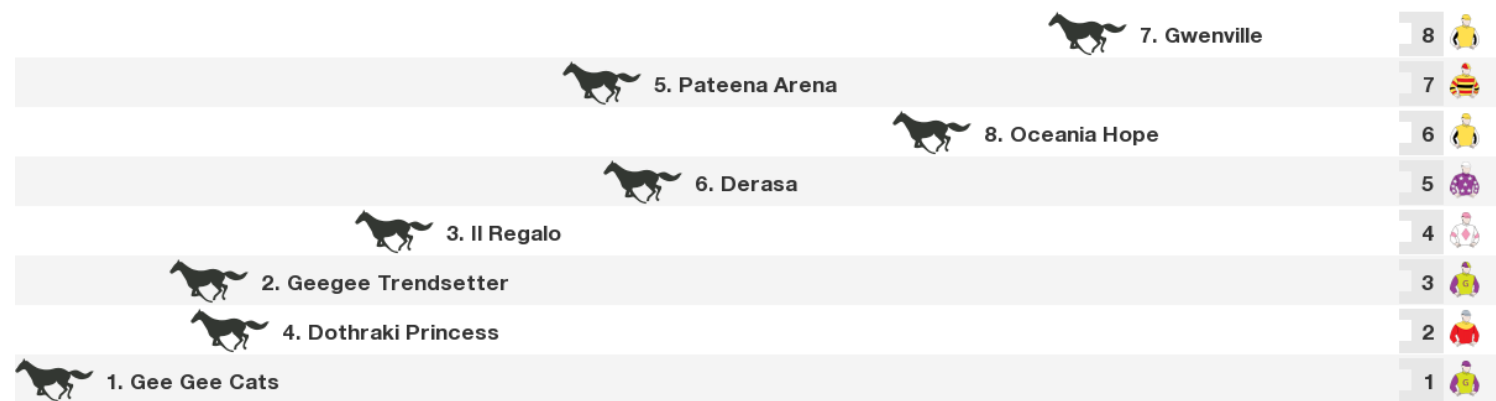 7. Gwenville 8
5. Pateena Arena 7
8. Oceania Hope 6
6. Derasa 5
3. Il Regalo 4
2. Geegee Trendsetter 3 G
4. Dothraki Princess 2
1. Gee Gee Cats 1 G